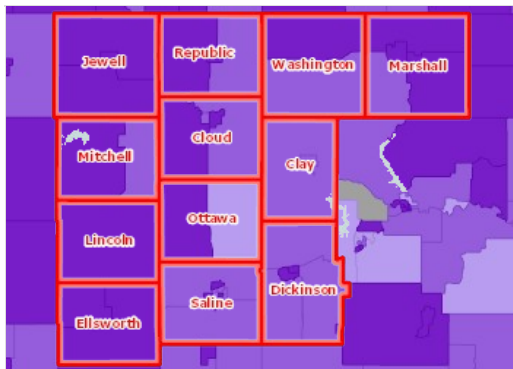 Jewell
Republic
Washington
Marshall
Mitchell
Cloud
Clay
Lincoln
Ottawa
Ellsworth
Saline
Dickinson